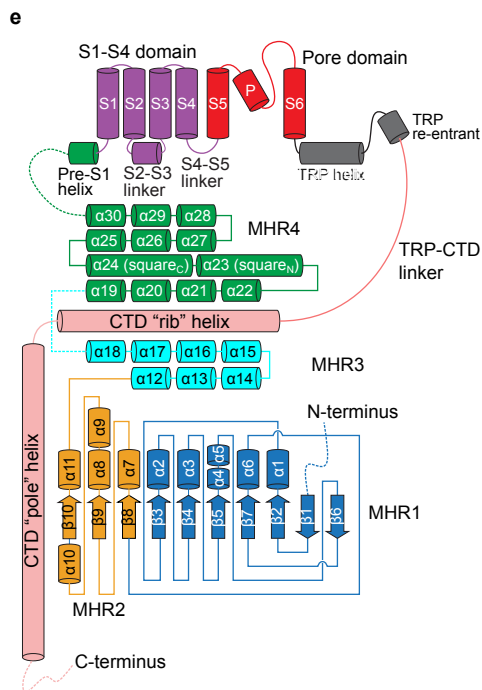 e
S1-S4 domain
Pore domain
S1 S2 S3 S4 S5 P S6
TRP
re-entrant
Pre-S1
helix
S2-S3
linker
S4-S5
linker
TRP helix
α30 α29 α28
MHR4
α25 α26 α27
α24 (square_C) α23 (square_N)
TRP-CTD
linker
α19 α20 α21 α22
CTD "rib" helix
α18 α17 α16 α15
MHR3
α12 α13 α14
N-terminus
CTD "pole" helix
α11 α9 α8 α7 α2 α3 α5 α4 α6 α1
β10 β9 β8 β3 β4 β5 β7 β2 β1 β6
MHR1
α10
MHR2
C-terminus